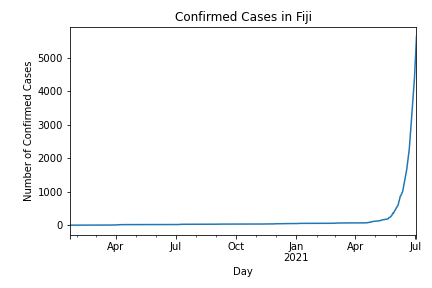 Confirmed Cases in Fiji
Number of Confirmed Cases
5000
4000
3000
2000
1000
0
Apr Jul Oct Jan Apr Jul
2021
Day